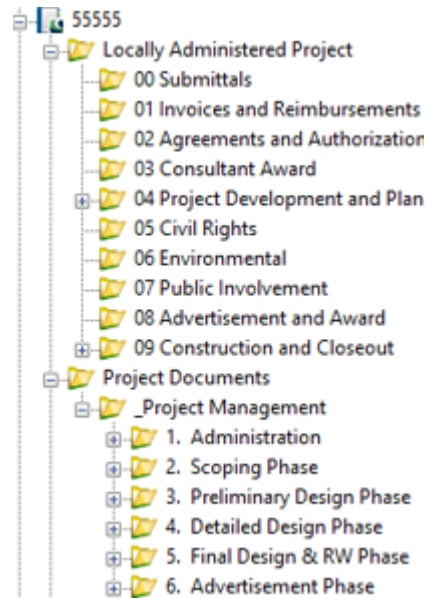 55555
Locally Administered Project
00 Submittals
01 Invoices and Reimbursements
02 Agreements and Authorization
03 Consultant Award
04 Project Development and Plan
05 Civil Rights
06 Environmental
07 Public Involvement
08 Advertisement and Award
09 Construction and Closeout
Project Documents
_Project Management
1. Administration
2. Scoping Phase
3. Preliminary Design Phase
4. Detailed Design Phase
5. Final Design & RW Phase
6. Advertisement Phase